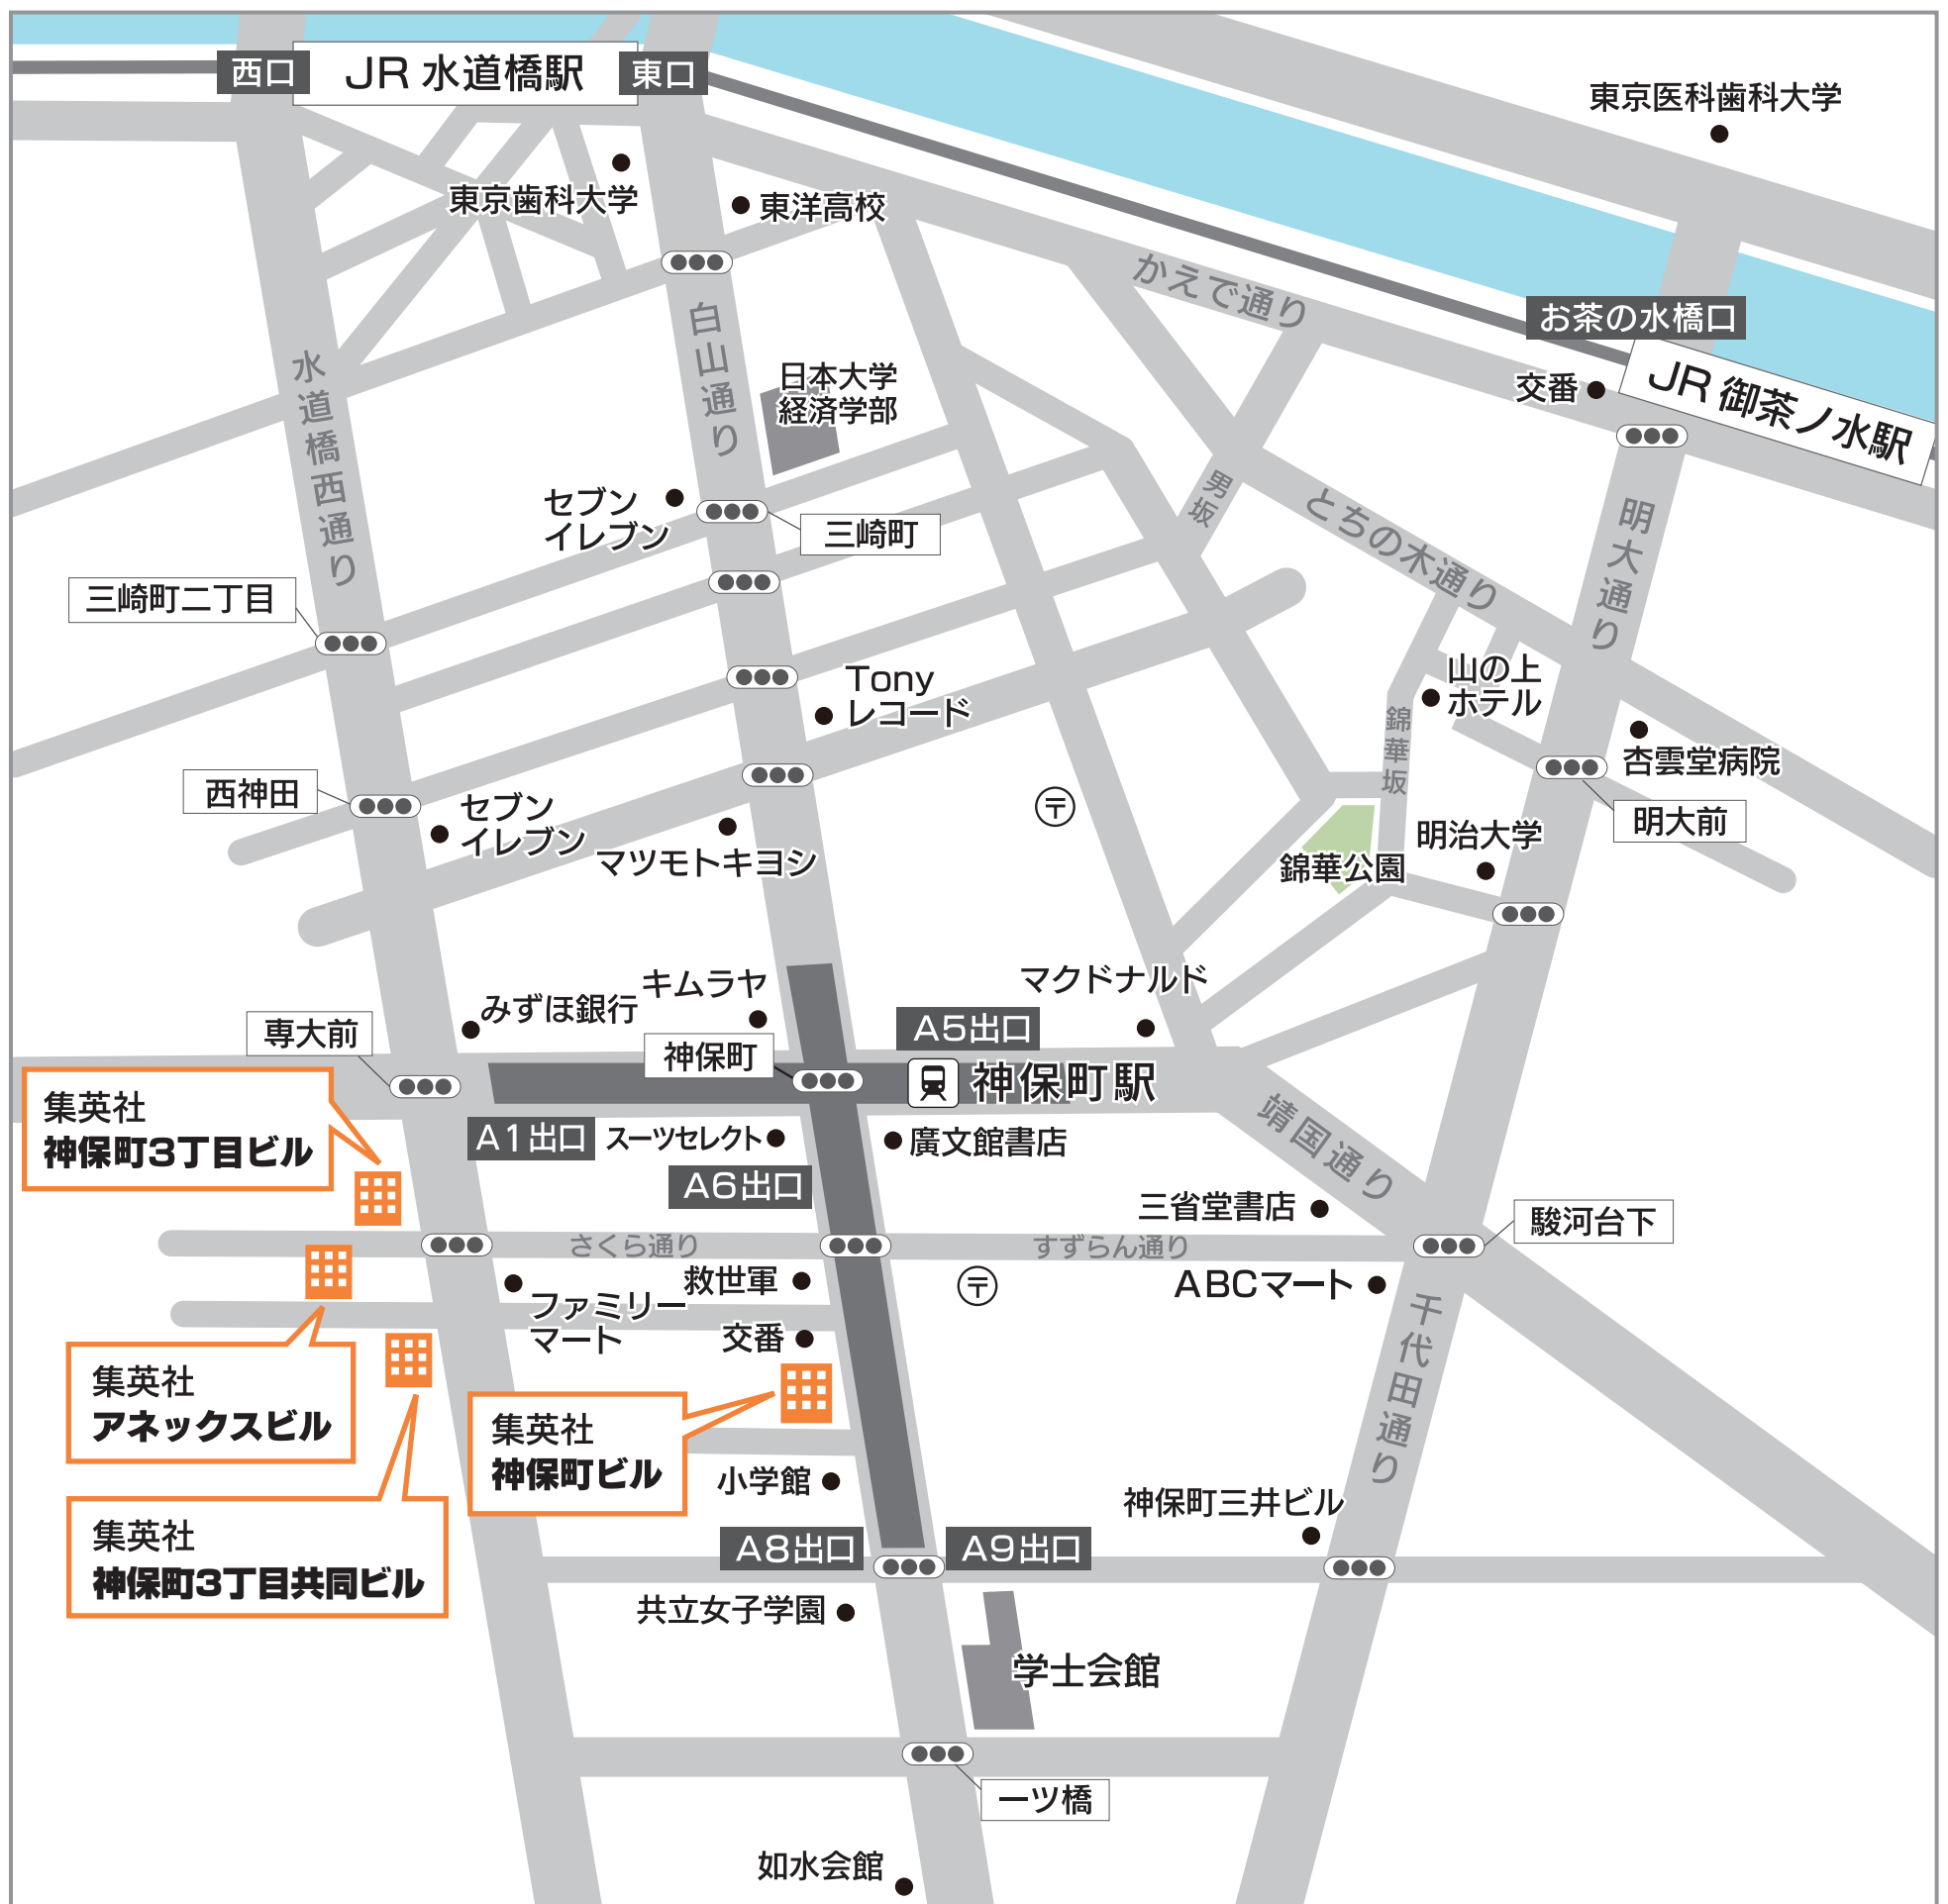 西口
JR 水道橋駅
東口
東京医科歯科大学
東京歯科大学
東洋高校
かえで通り
お茶の水橋口
JR 御茶ノ水駅
交番
白山通り
水道橋西通り
日本大学
経済学部
男坂
とちの木通り
明大通り
セブン
イレブン
三崎町
三崎町二丁目
Tony
レコード
山の上
ホテル
錦華坂
杏雲堂病院
西神田
セブン
イレブン
マツモトキヨシ
〒
明大前
明治大学
錦華公園
キムラヤ
みずほ銀行
マクドナルド
専大前
神保町
A5出口
神保町駅
集英社
神保町3丁目ビル
A1出口
スーツセレクト
廣文館書店
靖国通り
A6出口
三省堂書店
駿河台下
さくら通り
すずらん通り
救世軍
〒
ABCマート
ファミリー
マート
交番
千代田通り
集英社
アネックスビル
集英社
神保町ビル
小学館
神保町三井ビル
集英社
神保町3丁目共同ビル
A8出口
A9出口
共立女子学園
学士会館
一ツ橋
如水会館